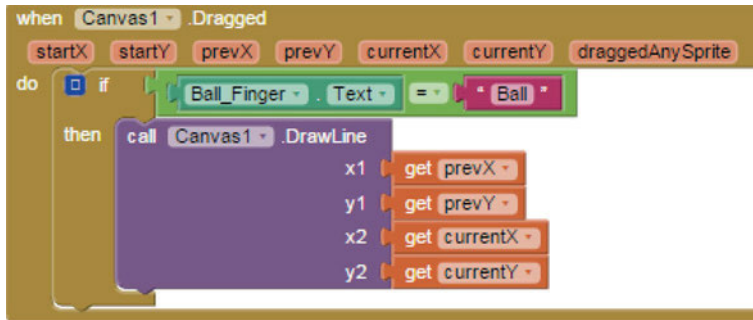 when Canvas1 .Dragged
startX startY prevX prevY currentX currentY draggedAnySprite
do if Ball_Finger . Text = " Ball "
then call Canvas1 .DrawLine
x1 get prevX
y1 get prevY
x2 get currentX
y2 get currentY